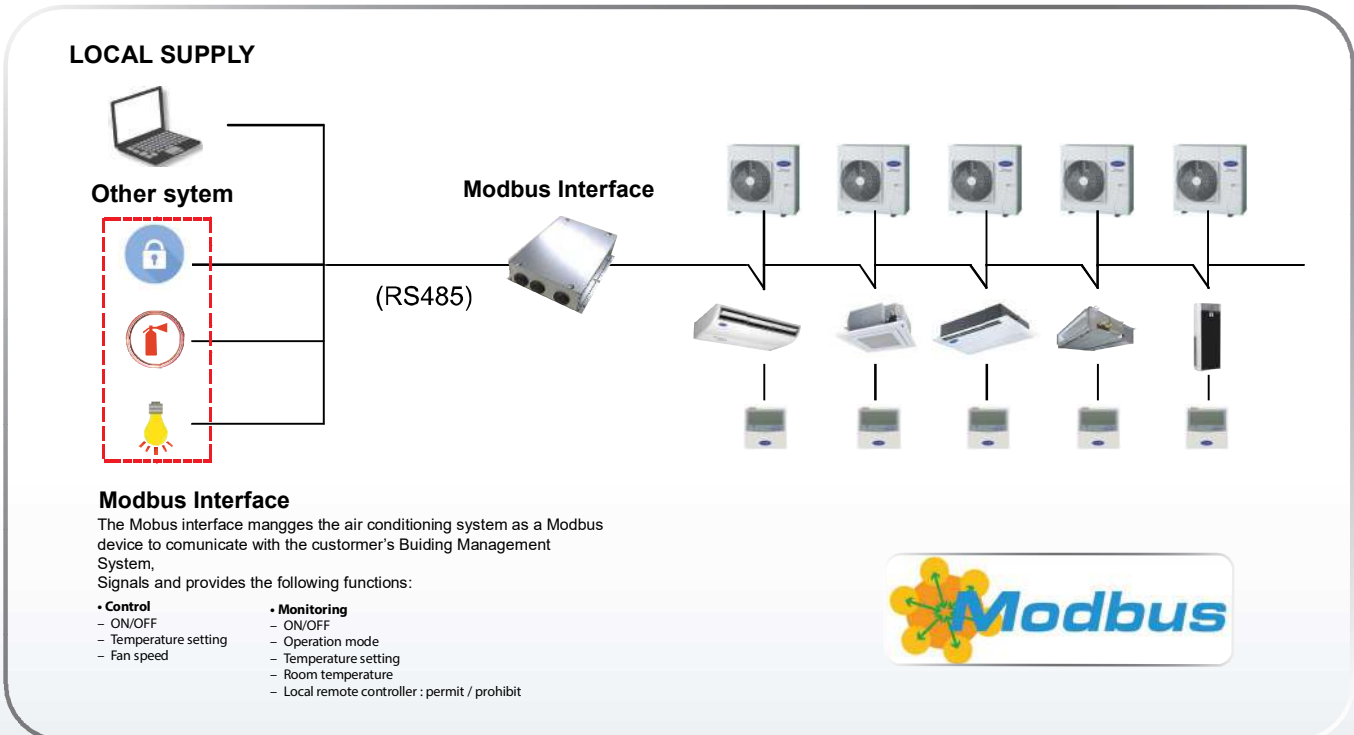 LOCAL SUPPLY
Other sytem
Modbus Interface
(RS485)
Modbus Interface
The Mobus interface mangges the air conditioning system as a Modbus
device to comunicate with the custormer’s Buiding Management
System,
Signals and provides the following functions:
• Control
– ON/OFF
– Temperature setting
– Fan speed
• Monitoring
– ON/OFF
– Operation mode
– Temperature setting
– Room temperature
– Local remote controller : permit / prohibit
Modbus